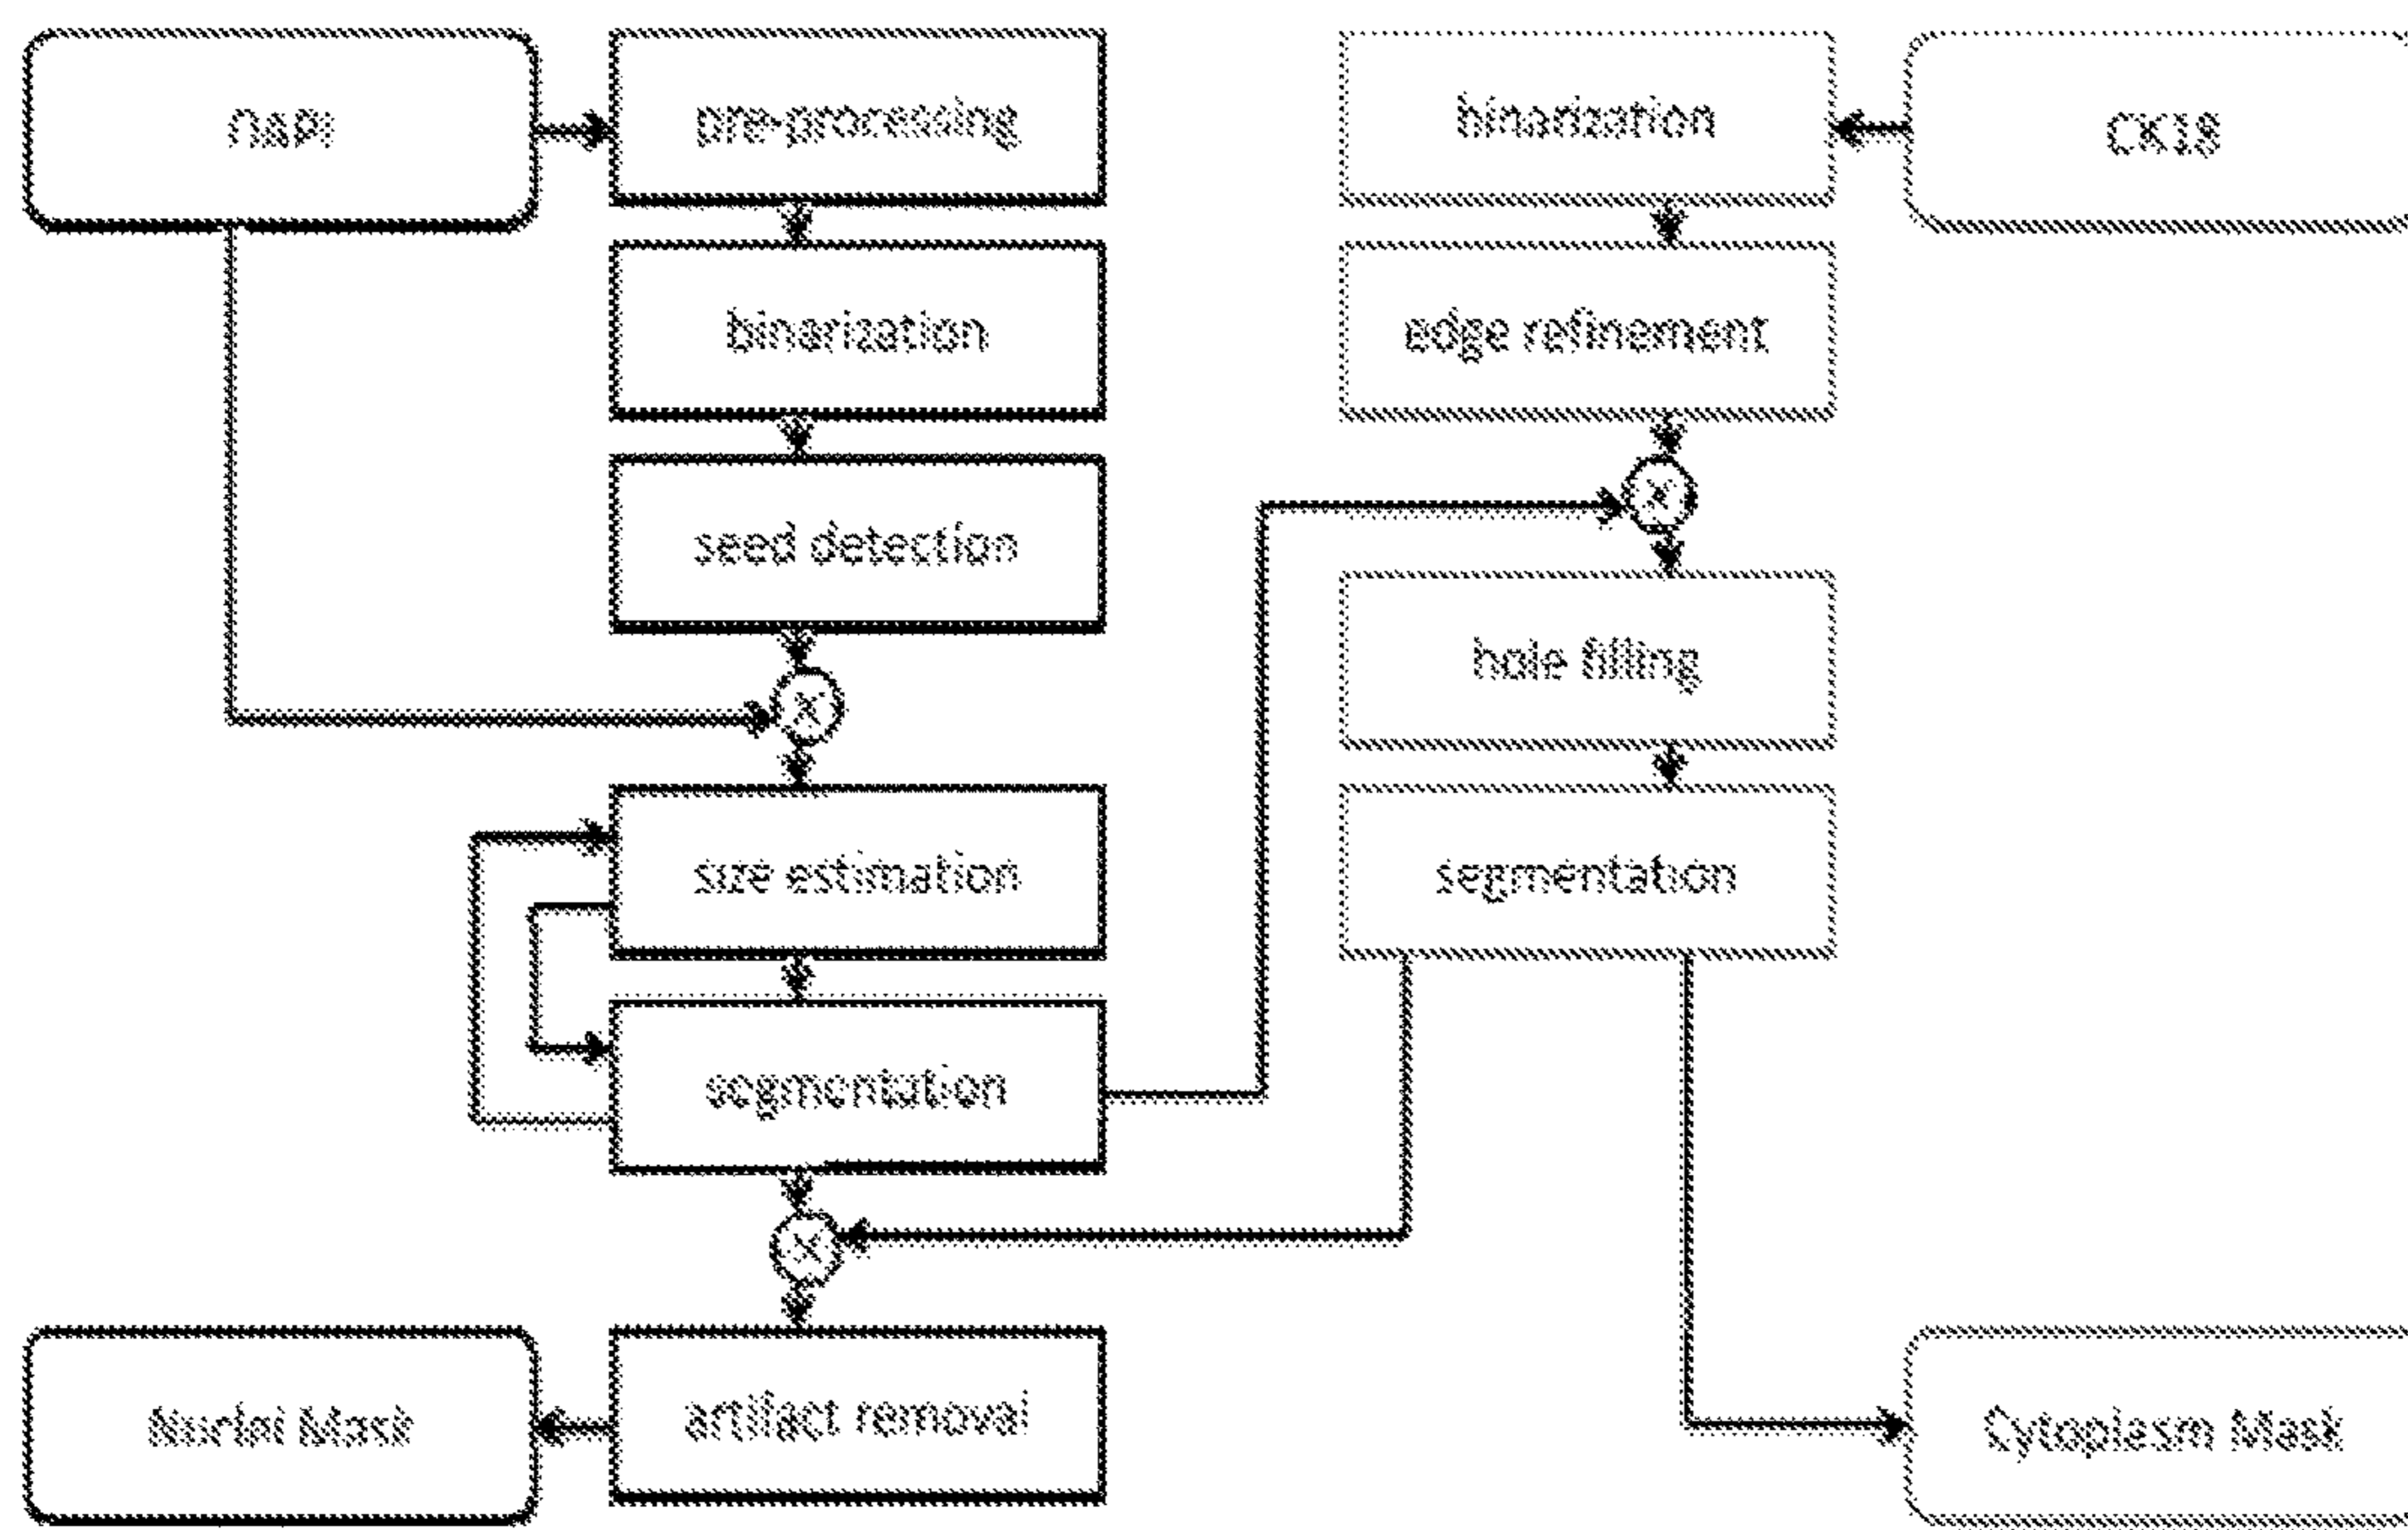 DAPI
pre-processing
binarization
CK18
binarization
edge refinement
seed detection
X
X
hole filling
size estimation
segmentation
segmentation
X
Nuclei Mask
artifact removal
Cytoplasm Mask